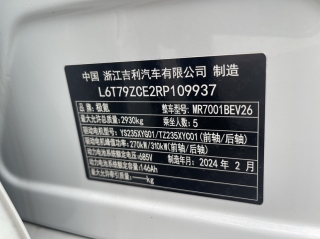 中国 浙江吉利汽车有限公司 制造
L6T79ZCE2RP109937
品牌：极氪 整车型号：MR7001BEV26
最大允许总质量：2930kg 乘坐人数：5
驱动电机型号：YS235XYG01/TZ235XYC01(前轴/后轴)
驱动电机峰值功率：270kW/310kW(前轴/后轴)
动力电池系统额定电压：685V 制造年月：2024 年 2 月
动力电池系统额定容量：146Ah
最大允许牵引质量：——kg